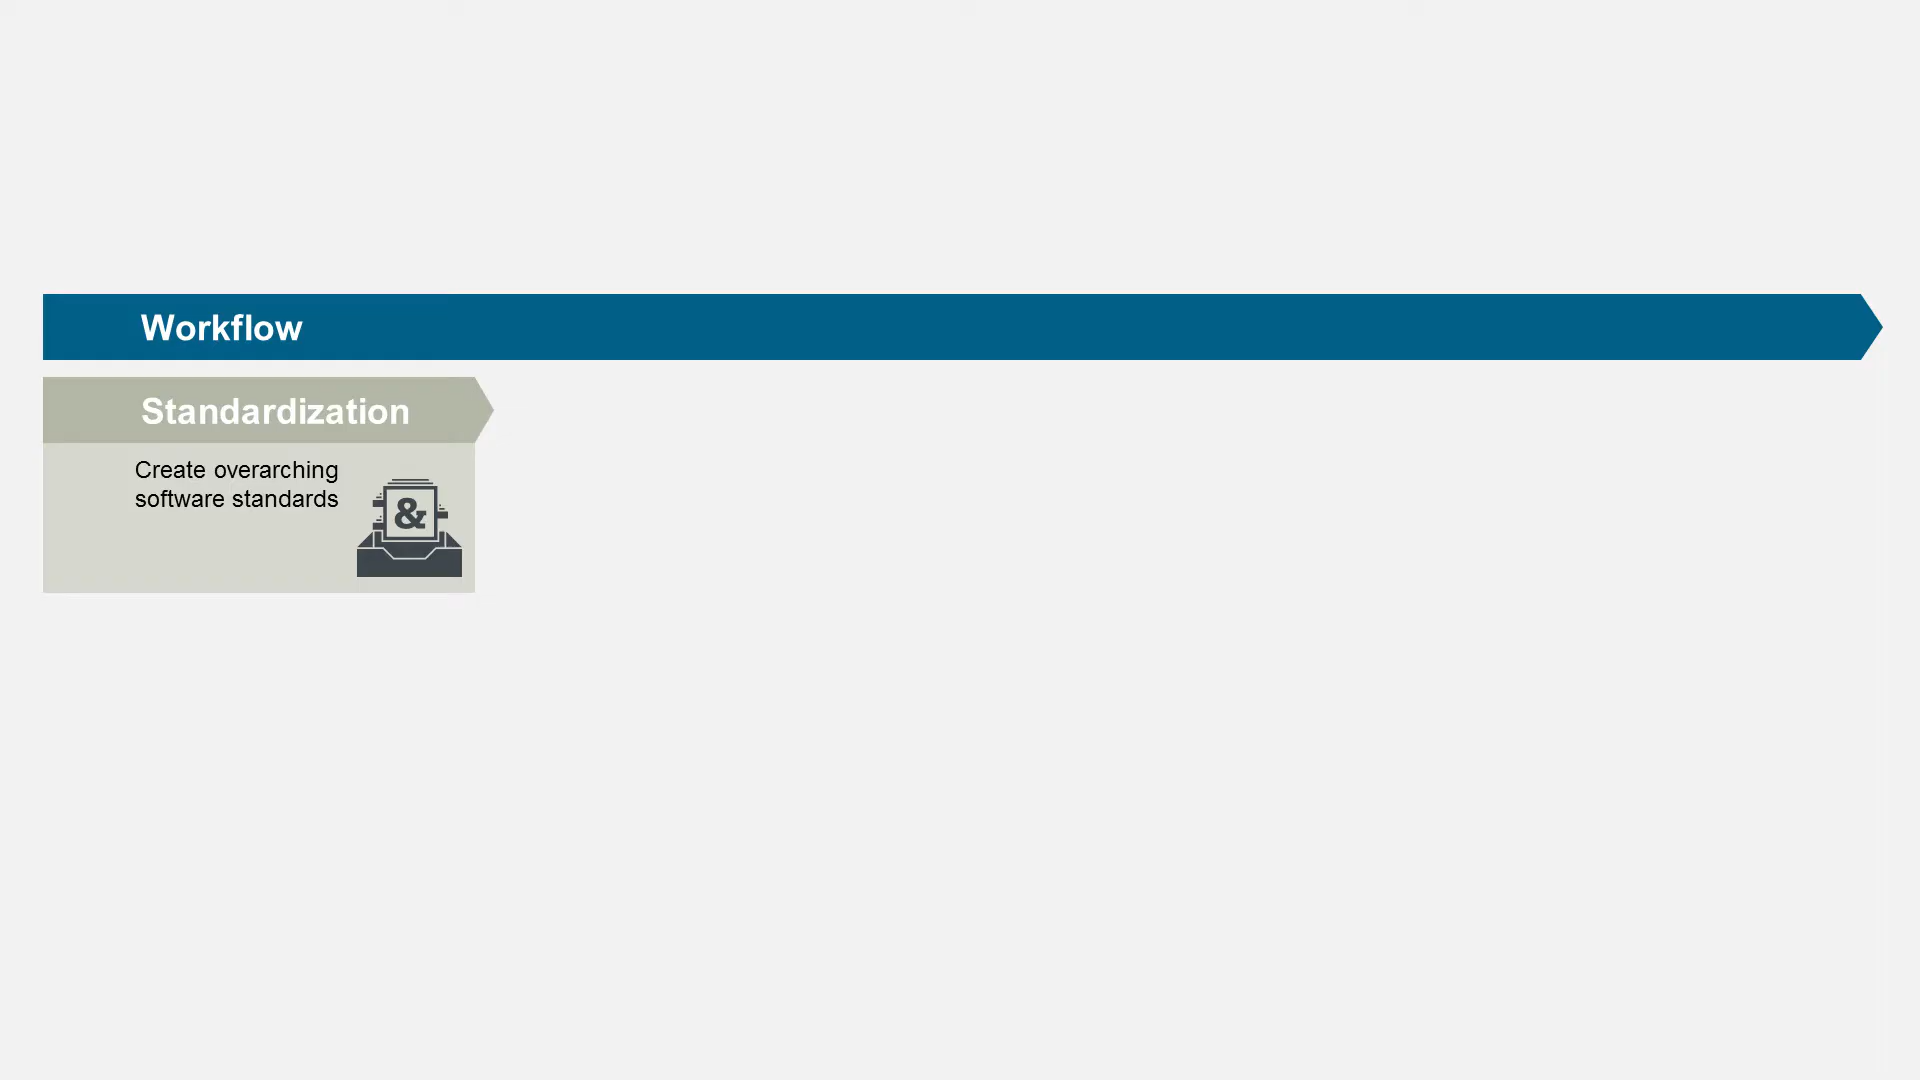 Workflow
Standardization
Create overarching
software standards
&